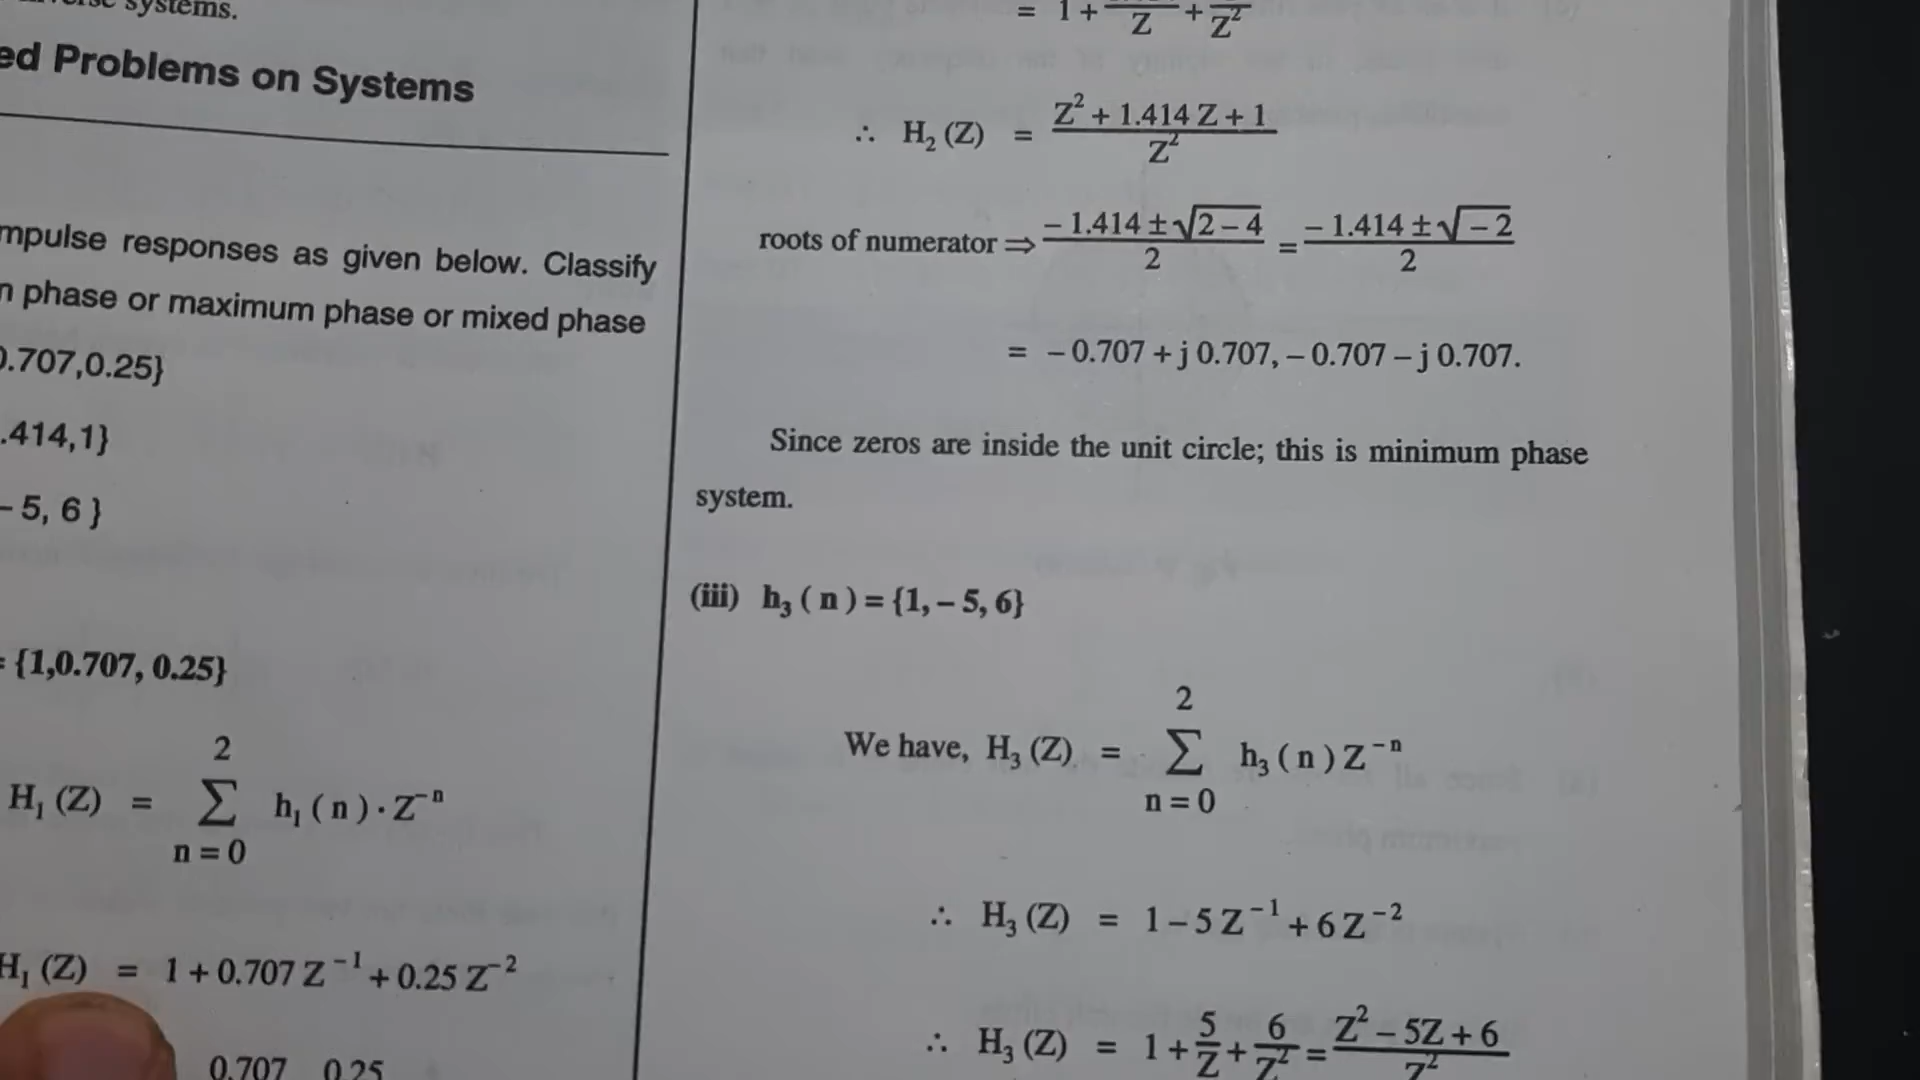 systems.
ed Problems on Systems
mpulse responses as given below. Classify
n phase or maximum phase or mixed phase
0.707,0.25}
.414,1}
– 5, 6 }
= {1,0.707, 0.25}
2
H₁ (Z) = ∑ h₁ ( n ) · Z⁻ⁿ
n = 0
H₁ (Z) = 1 + 0.707 Z⁻¹ + 0.25 Z⁻²
0.707 0.25
= 1 + — Z + — Z²
∴ H₂ (Z) = Z² + 1.414 Z + 1 / Z²
roots of numerator ⇒ – 1.414 ± √2 – 4 / 2 = – 1.414 ± √– 2 / 2
= – 0.707 + j 0.707, – 0.707 – j 0.707.
Since zeros are inside the unit circle; this is minimum phase
system.
(iii) h₃ ( n ) = {1, – 5, 6}
2
We have, H₃ (Z) = ∑ h₃ ( n ) Z⁻ⁿ
n = 0
∴ H₃ (Z) = 1 – 5 Z⁻¹ + 6 Z⁻²
∴ H₃ (Z) = 1 + 5/Z + 6/Z² = Z² – 5Z + 6 / Z²